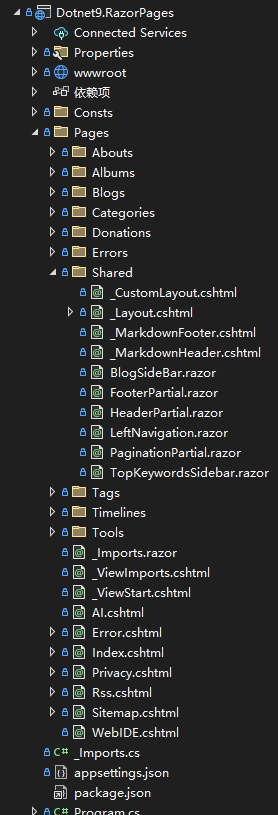 Dotnet9.RazorPages
Connected Services
Properties
wwwroot
依赖项
Consts
Pages
Abouts
Albums
Blogs
Categories
Donations
Errors
Shared
_CustomLayout.cshtml
_Layout.cshtml
_MarkdownFooter.cshtml
_MarkdownHeader.cshtml
BlogSideBar.razor
FooterPartial.razor
HeaderPartial.razor
LeftNavigation.razor
PaginationPartial.razor
TopKeywordsSidebar.razor
Tags
Timelines
Tools
_Imports.razor
_ViewImports.cshtml
_ViewStart.cshtml
AI.cshtml
Error.cshtml
Index.cshtml
Privacy.cshtml
Rss.cshtml
Sitemap.cshtml
WebIDE.cshtml
C# _Imports.cs
appsettings.json
package.json
C# Program.cs